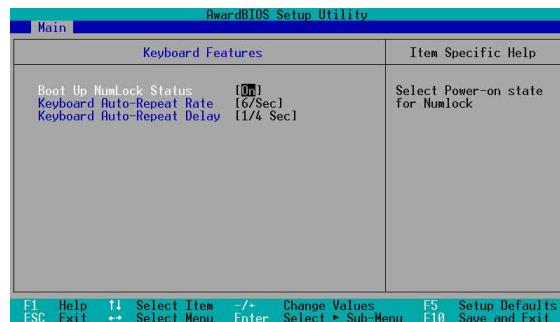 AwardBIOS Setup Utility
Main
Keyboard Features
Item Specific Help
Boot Up NumLock Status [On]
Keyboard Auto-Repeat Rate [6/Sec]
Keyboard Auto-Repeat Delay [1/4 Sec]
Select Power-on state
for Numlock
F1 Help ↑↓ Select Item -/+ Change Values F5 Setup Defaults
ESC Exit ←→ Select Menu Enter Select ► Sub-Menu F10 Save and Exit